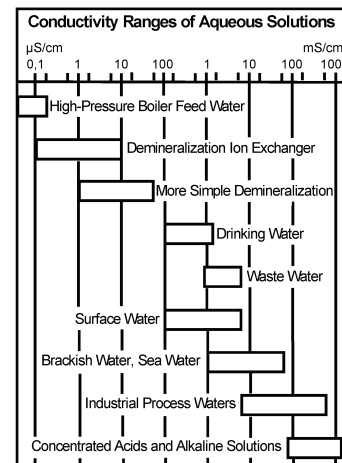 Conductivity Ranges of Aqueous Solutions
µS/cm mS/cm
0,1 1 10 100 1 10 100 100
High-Pressure Boiler Feed Water
Demineralization Ion Exchanger
More Simple Demineralization
Drinking Water
Waste Water
Surface Water
Brackish Water, Sea Water
Industrial Process Waters
Concentrated Acids and Alkaline Solutions